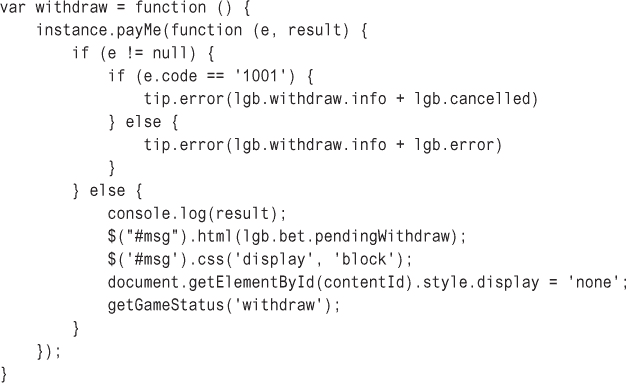 var withdraw = function () {
    instance.payMe(function (e, result) {
        if (e != null) {
            if (e.code == '1001') {
                tip.error(lgb.withdraw.info + lgb.cancelled)
            } else {
                tip.error(lgb.withdraw.info + lgb.error)
            }
        } else {
            console.log(result);
            $("#msg").html(lgb.bet.pendingWithdraw);
            $('#msg').css('display', 'block');
            document.getElementById(contentId).style.display = 'none';
            getGameStatus('withdraw');
        }
    });
}